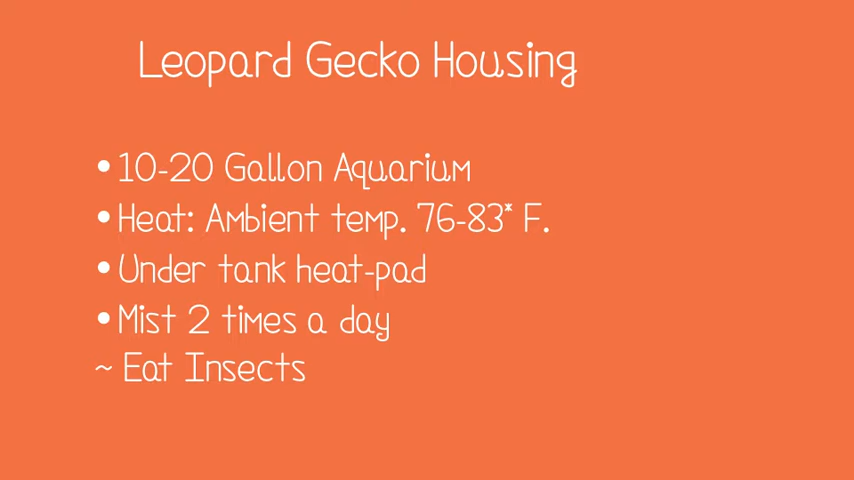 Leopard Gecko Housing
•10-20 Gallon Aquarium
•Heat: Ambient temp. 76-83* F.
•Under tank heat-pad
•Mist 2 times a day
~ Eat Insects